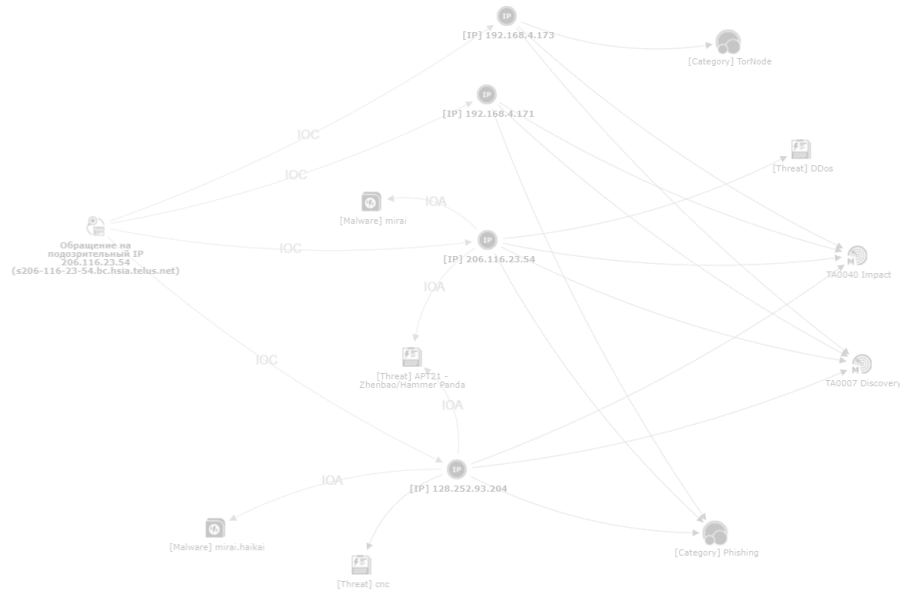 [IP] 192.168.4.173
[Category] TorNode
[IP] 192.168.4.171
IOC
[Threat] DDos
IOC
[Malware] mirai
IOA
Обращение на
подозрительный IP
206.116.23.54
(s206-116-23-54.bc.hsia.telus.net)
IOC
[IP] 206.116.23.54
TA0040 Impact
IOA
IOC
[Threat] APT21 –
Zhenbao/Hammer Panda
TA0007 Discovery
IOA
IOA
[IP] 128.252.93.204
[Malware] mirai.haikai
[Category] Phishing
[Threat] cnc
IP
IP
IP
IP
M
M